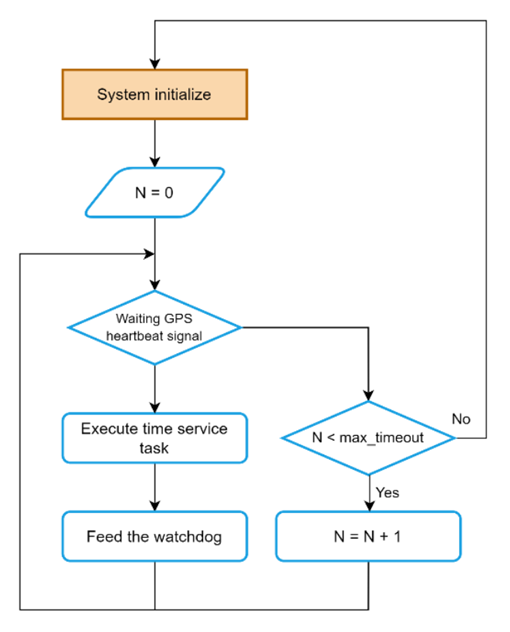 System initialize
N = 0
Waiting GPS
heartbeat signal
Execute time service
task
N < max_timeout
No
Yes
Feed the watchdog
N = N + 1